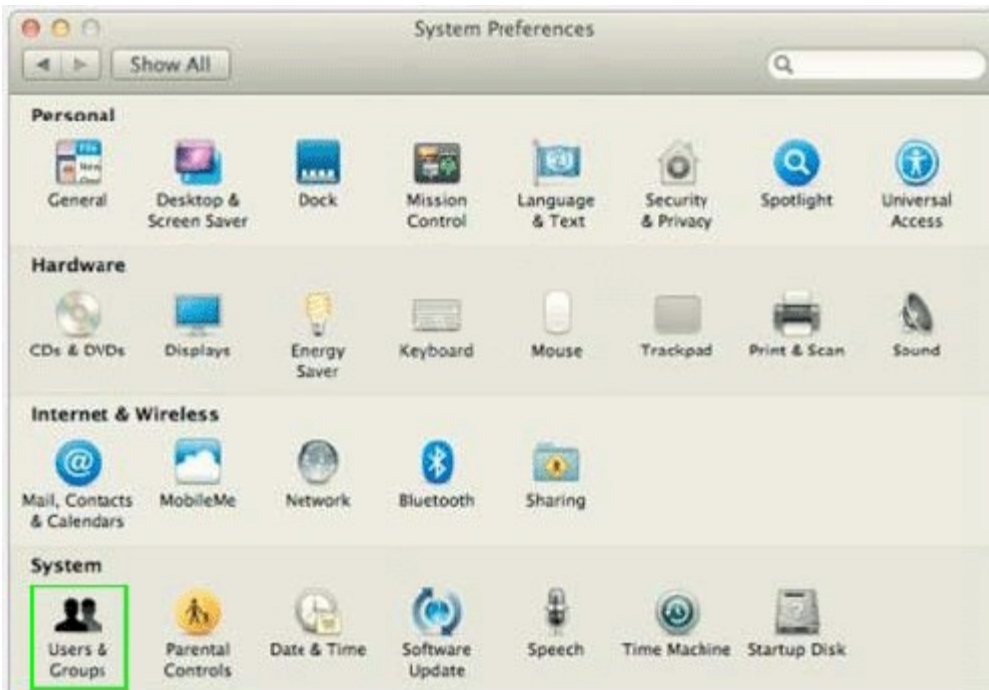 System Preferences
Show All
Personal
General
Desktop &
Screen Saver
Dock
Mission
Control
Language
& Text
Security
& Privacy
Spotlight
Universal
Access
Hardware
CDs & DVDs
Displays
Energy
Saver
Keyboard
Mouse
Trackpad
Print & Scan
Sound
Internet & Wireless
Mail, Contacts
& Calendars
MobileMe
Network
Bluetooth
Sharing
System
Users &
Groups
Parental
Controls
Date & Time
Software
Update
Speech
Time Machine
Startup Disk